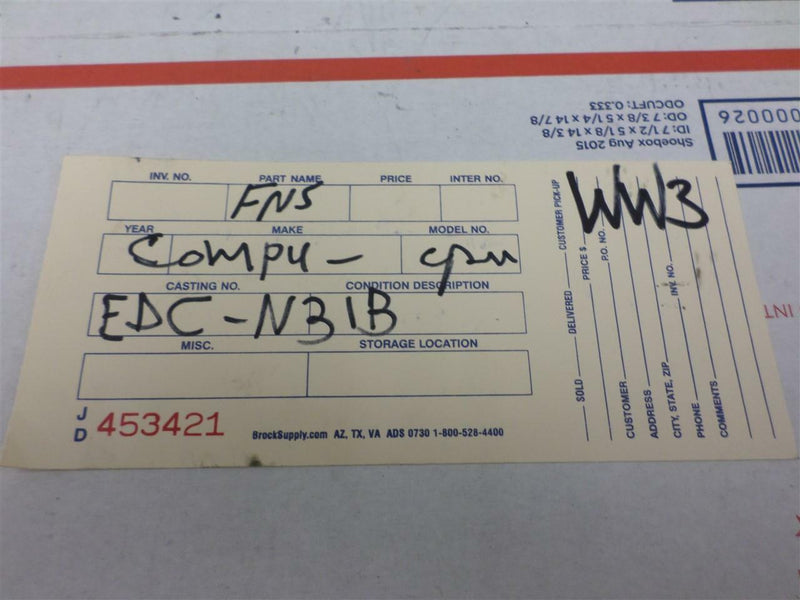 000026
Shoebox Aug 2015
ID: 7 1/2 x 5 1/8 x 14 3/8
OD: 7 3/8 x 5 1/4 x 14 7/8
ODCUFT: 0.333
INV. NO. PART NAME PRICE INTER NO.
FNS
YEAR MAKE MODEL NO.
Compu - cpu
CASTING NO. CONDITION DESCRIPTION
EDC-N31B
MISC. STORAGE LOCATION
JD 453421
BrockSupply.com AZ, TX, VA ADS 0730 1-800-528-4400
WW3
SOLD DELIVERED CUSTOMER PICK-UP
PRICE $
P.O. NO.
CUSTOMER
ADDRESS
CITY, STATE, ZIP INV. NO.
PHONE
COMMENTS
INT